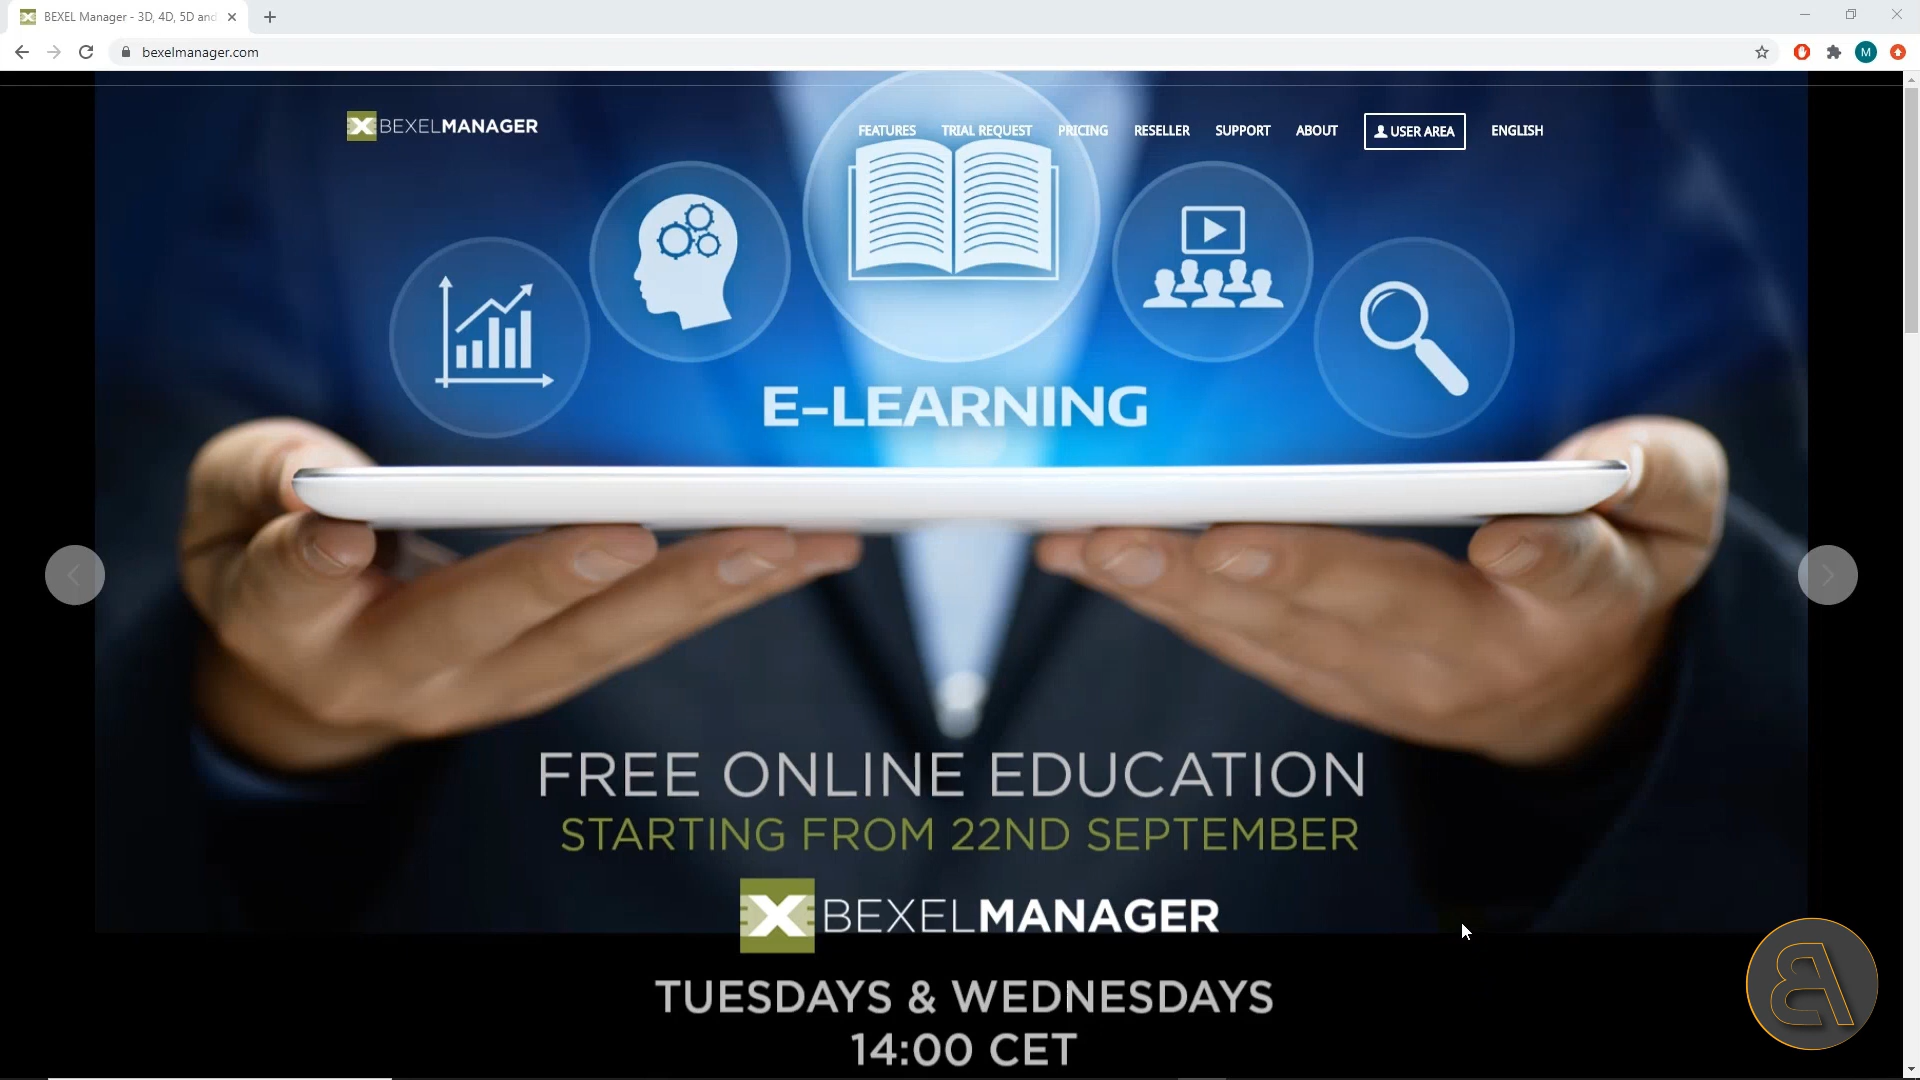 BEXEL Manager - 3D, 4D, 5D and
bexelmanager.com
M
BEXELMANAGER
FEATURES TRIAL REQUEST PRICING RESELLER SUPPORT ABOUT USER AREA ENGLISH
E-LEARNING
FREE ONLINE EDUCATION
STARTING FROM 22ND SEPTEMBER
X BEXELMANAGER
TUESDAYS & WEDNESDAYS
14:00 CET